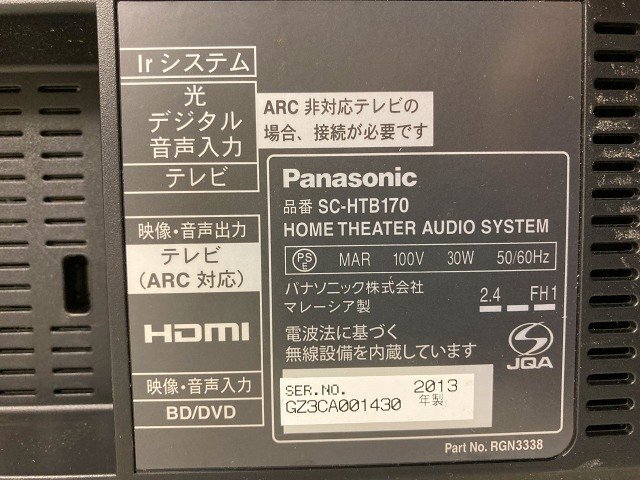 Ir システム
光
デジタル
音声入力
テレビ
ARC 非対応テレビの
場合、接続が必要です
映像・音声出力
テレビ
(ARC 対応)
HDMI
映像・音声入力
BD/DVD
Panasonic
品番 SC-HTB170
HOME THEATER AUDIO SYSTEM
PSE MAR 100V 30W 50/60Hz
パナソニック株式会社
マレーシア製
2.4 FH1
電波法に基づく
無線設備を内蔵しています
JQA
SER.NO. 2013
GZ3CA001430 年製
Part No. RGN3338